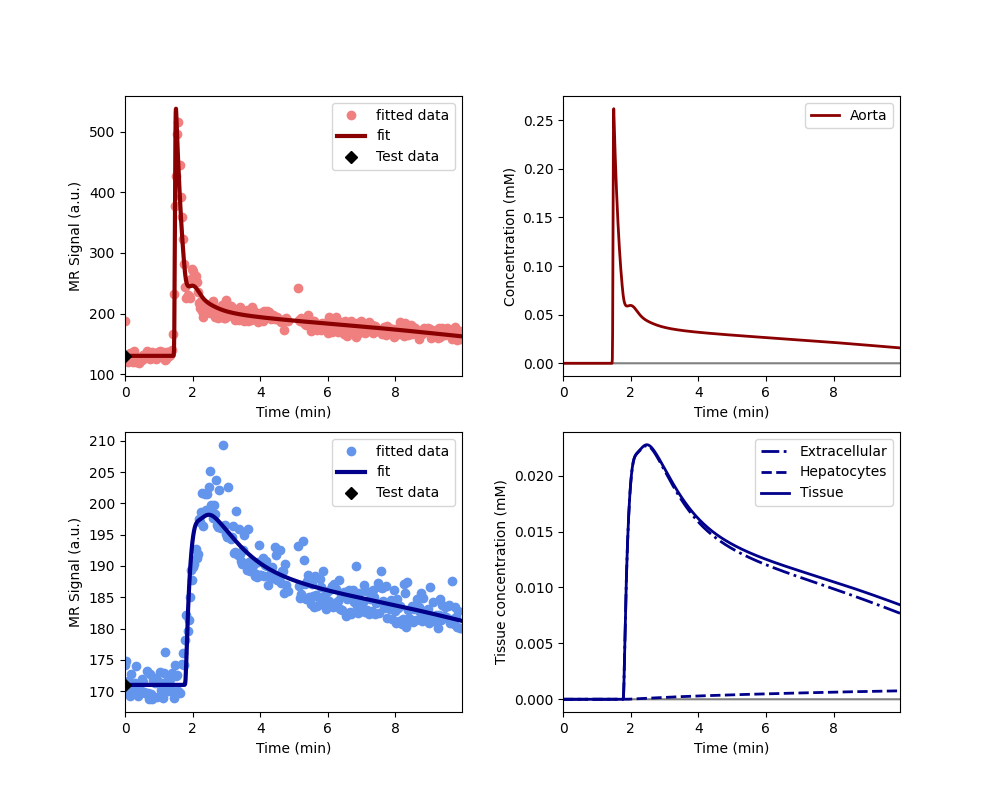 MR Signal (a.u.)
500
400
300
200
100
0
2
4
6
8
Time (min)
fitted data
fit
Test data
Concentration (mM)
0.25
0.20
0.15
0.10
0.05
0.00
0
2
4
6
8
Time (min)
Aorta
MR Signal (a.u.)
210
205
200
195
190
185
180
175
170
0
2
4
6
8
Time (min)
fitted data
fit
Test data
Tissue concentration (mM)
0.020
0.015
0.010
0.005
0.000
0
2
4
6
8
Time (min)
Extracellular
Hepatocytes
Tissue